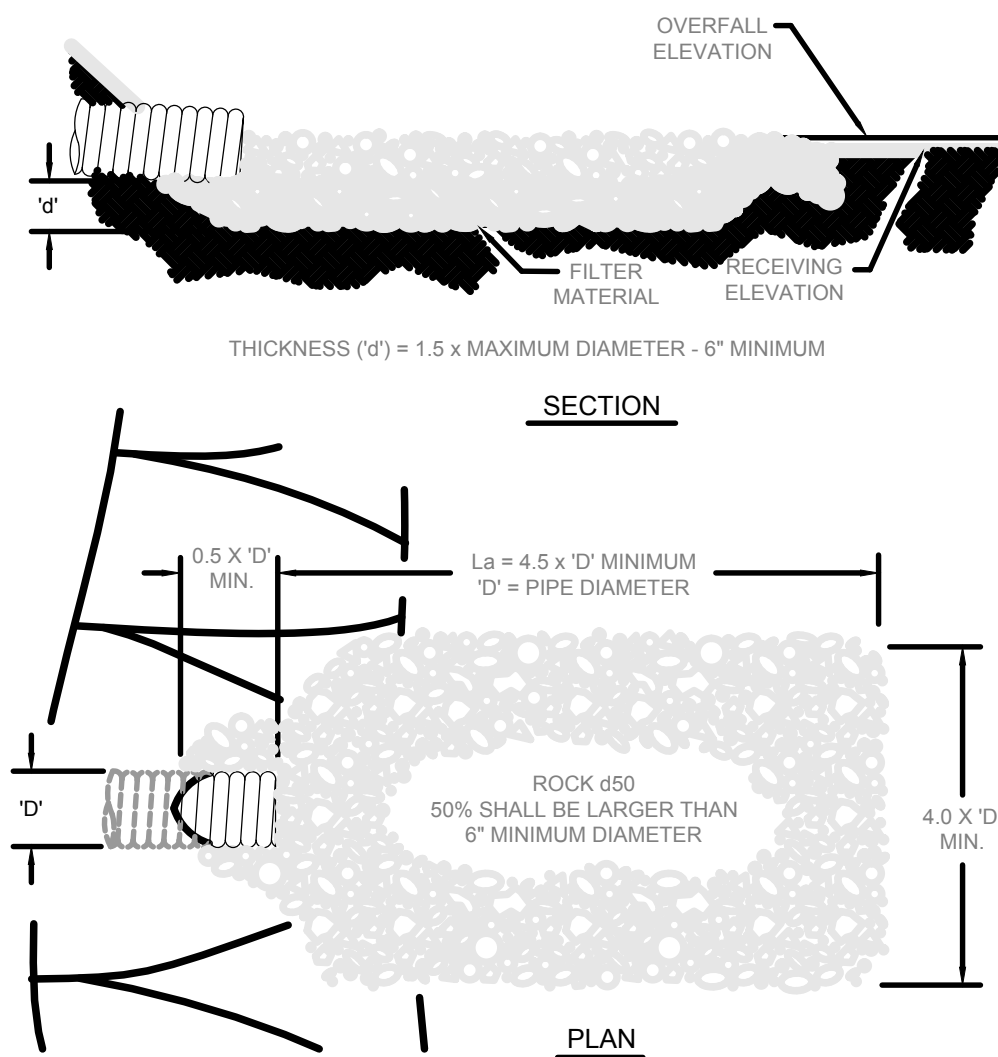 OVERFALL
ELEVATION
'd'
FILTER
MATERIAL
RECEIVING
ELEVATION
THICKNESS ('d') = 1.5 x MAXIMUM DIAMETER - 6" MINIMUM
SECTION
0.5 X 'D'
MIN.
La = 4.5 x 'D' MINIMUM
'D' = PIPE DIAMETER
'D'
ROCK d50
50% SHALL BE LARGER THAN
6" MINIMUM DIAMETER
4.0 X 'D
MIN.
PLAN